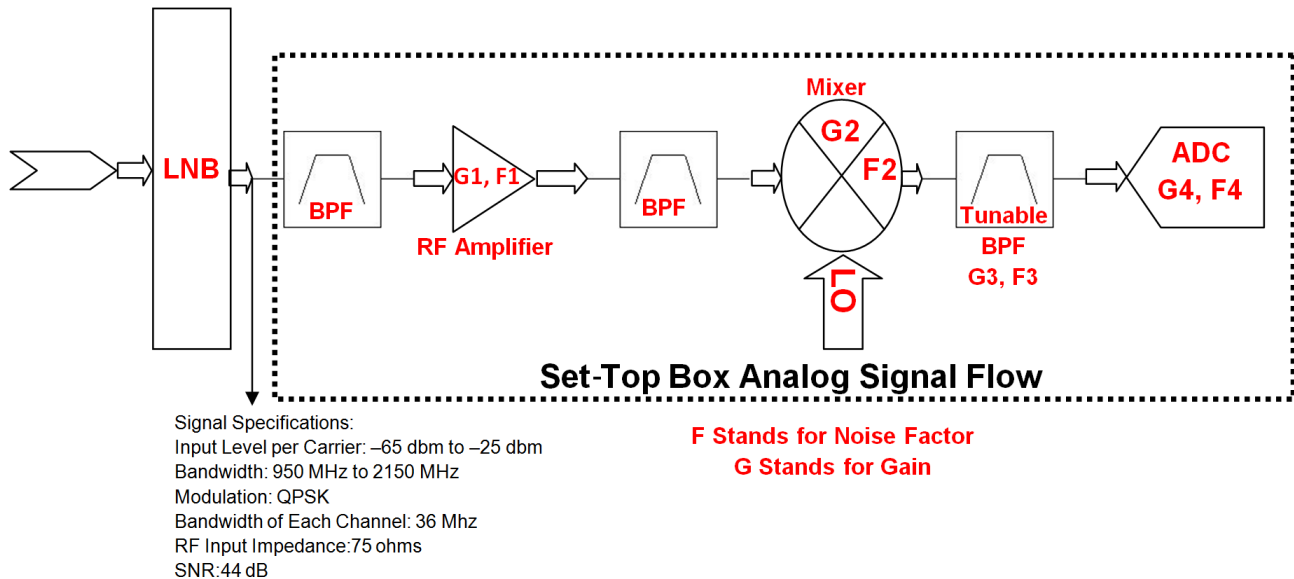 LNB
BPF
G1, F1
RF Amplifier
BPF
Mixer
G2
F2
LO
Tunable
BPF
G3, F3
ADC
G4, F4
Set-Top Box Analog Signal Flow
Signal Specifications:
Input Level per Carrier: –65 dbm to –25 dbm
Bandwidth: 950 MHz to 2150 MHz
Modulation: QPSK
Bandwidth of Each Channel: 36 Mhz
RF Input Impedance:75 ohms
SNR:44 dB
F Stands for Noise Factor
G Stands for Gain